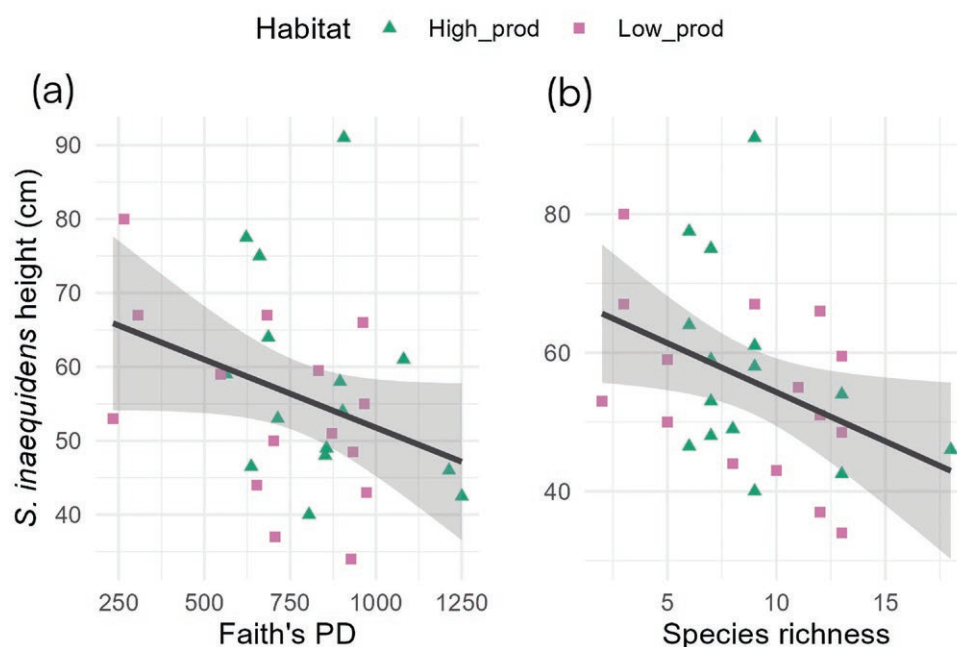 Habitat High_prod Low_prod
(a) (b)
S. inaequidens height (cm)
90
80
70
60
50
40
80
60
40
250 500 750 1000 1250
5 10 15
Faith's PD
Species richness